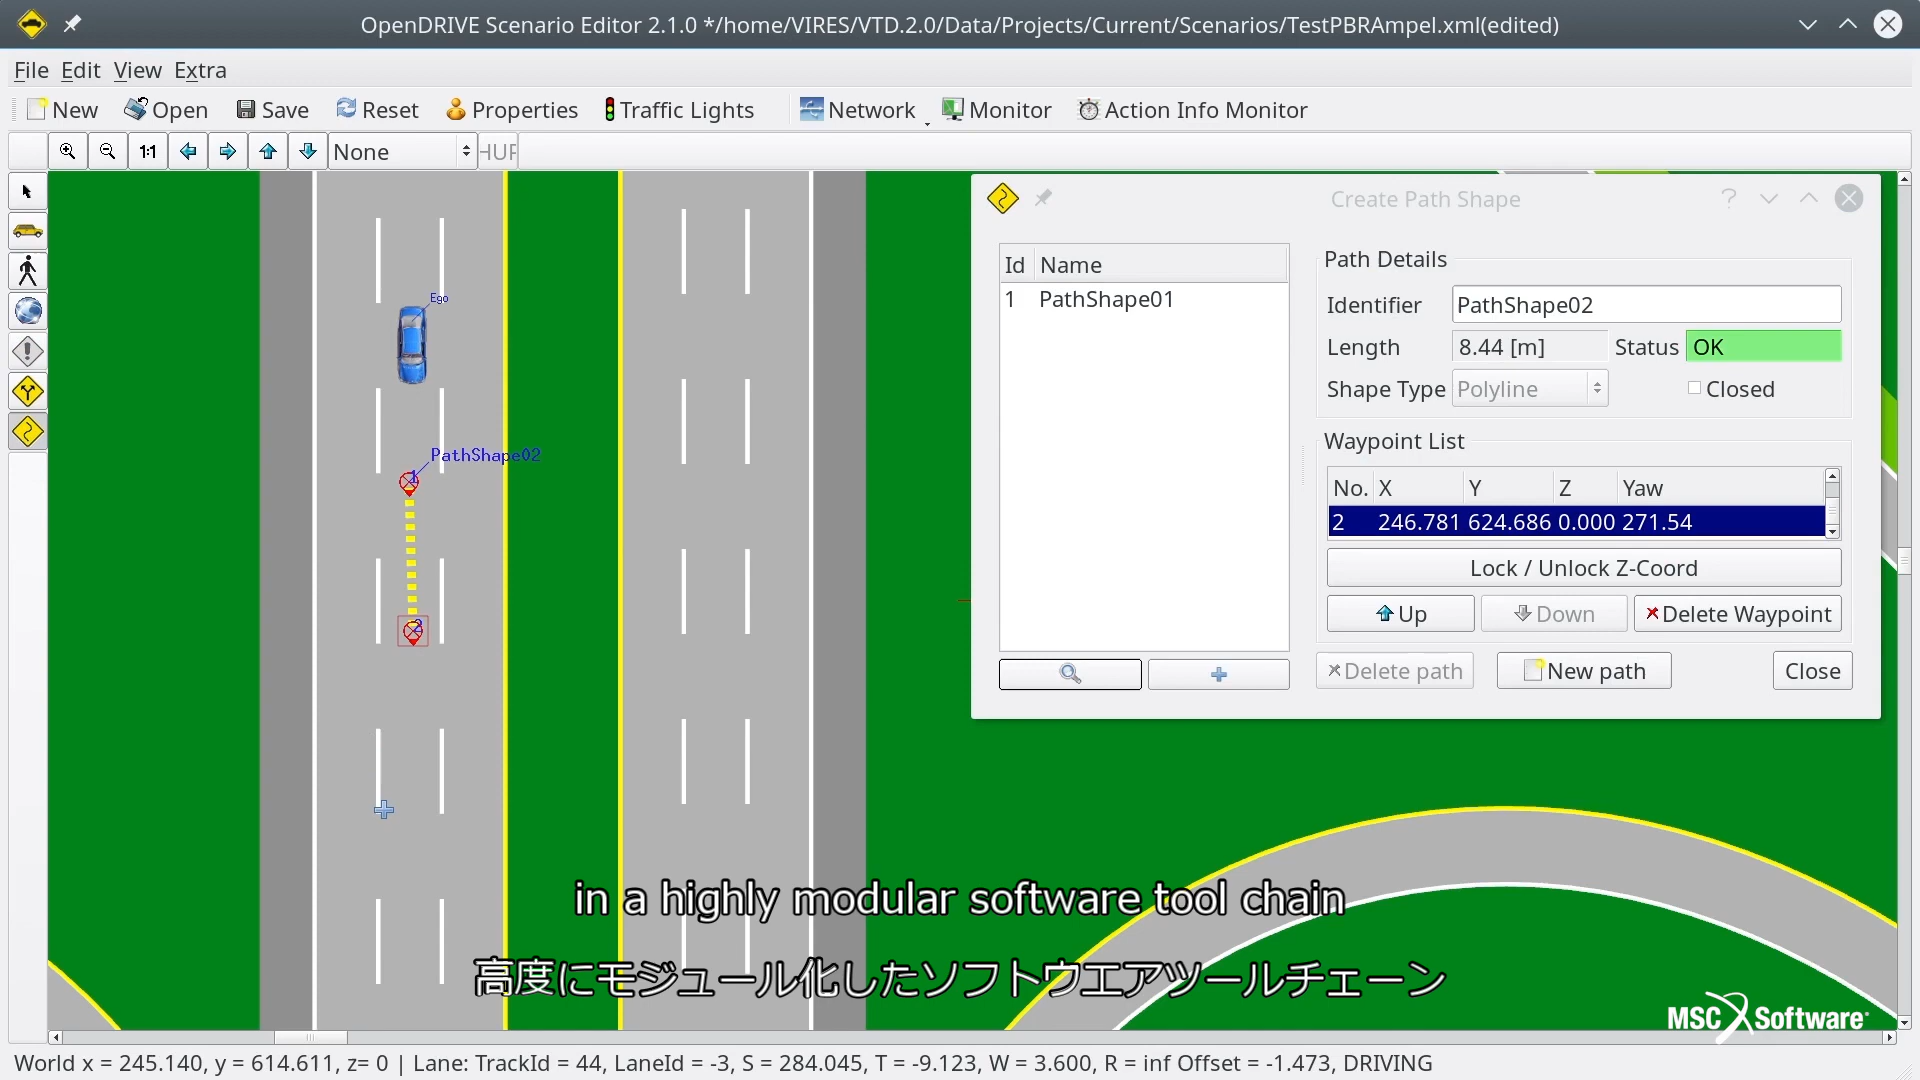 OpenDRIVE Scenario Editor 2.1.0 */home/VIRES/VTD.2.0/Data/Projects/Current/Scenarios/TestPBRAmpel.xml(edited)
File Edit View Extra
New Open Save Reset Properties Traffic Lights Network Monitor Action Info Monitor
1:1 None
Create Path Shape
Id Name
1 PathShape01
Path Details
Identifier PathShape02
Length 8.44 [m] Status OK
Shape Type Polyline Closed
Waypoint List
No. X Y Z Yaw
2 246.781 624.686 0.000 271.54
Lock / Unlock Z-Coord
Up Down Delete Waypoint
Delete path New path Close
Ego
PathShape02
1
2
in a highly modular software tool chain
高度にモジュール化したソフトウエアツールチェーン
MSC Software
World x = 245.140, y = 614.611, z= 0 | Lane: TrackId = 44, LaneId = -3, S = 284.045, T = -9.123, W = 3.600, R = inf Offset = -1.473, DRIVING